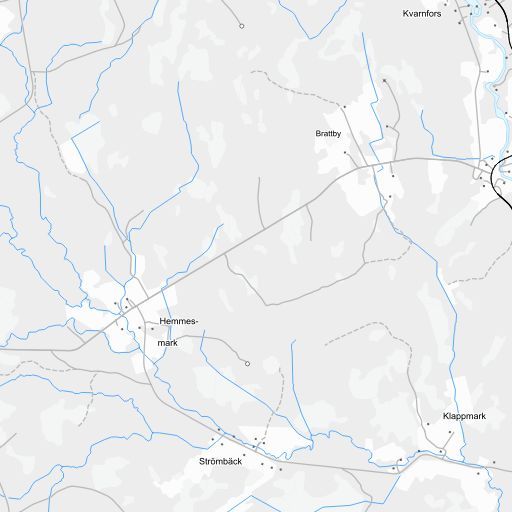 Kvarnfors
Brattby
Hemmes-
mark
Klappmark
Strömbäck